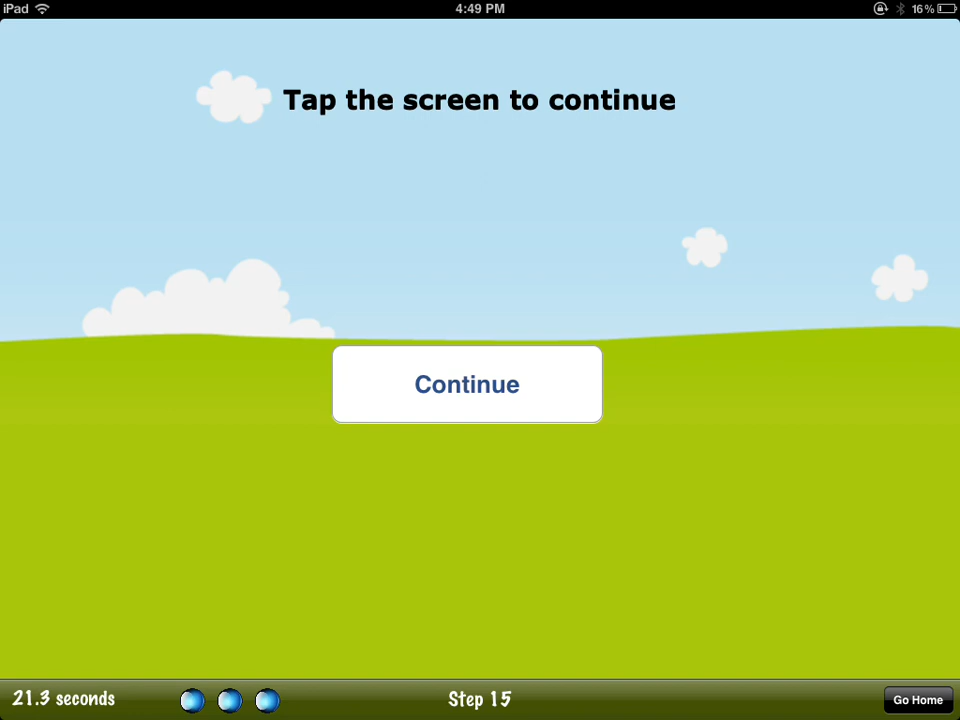 iPad 4:49 PM 16%
Tap the screen to continue
Continue
21.3 seconds Step 15 Go Home